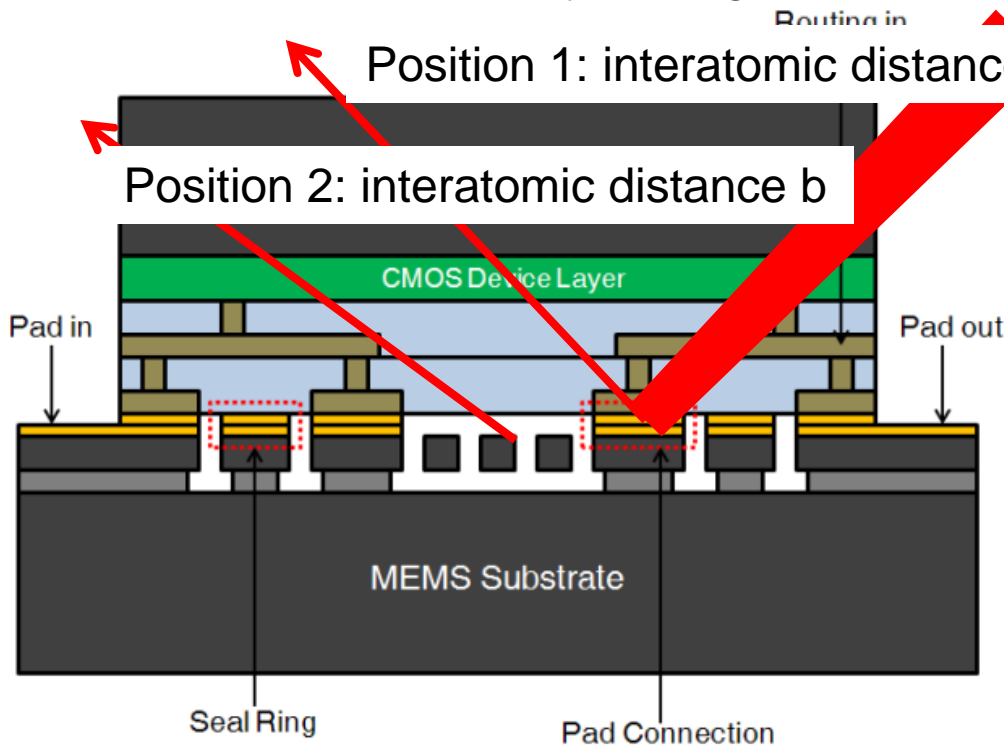 Routing in
Position 1: interatomic distanc
Position 2: interatomic distance b
CMOS Device Layer
Pad in
Pad out
MEMS Substrate
Seal Ring
Pad Connection